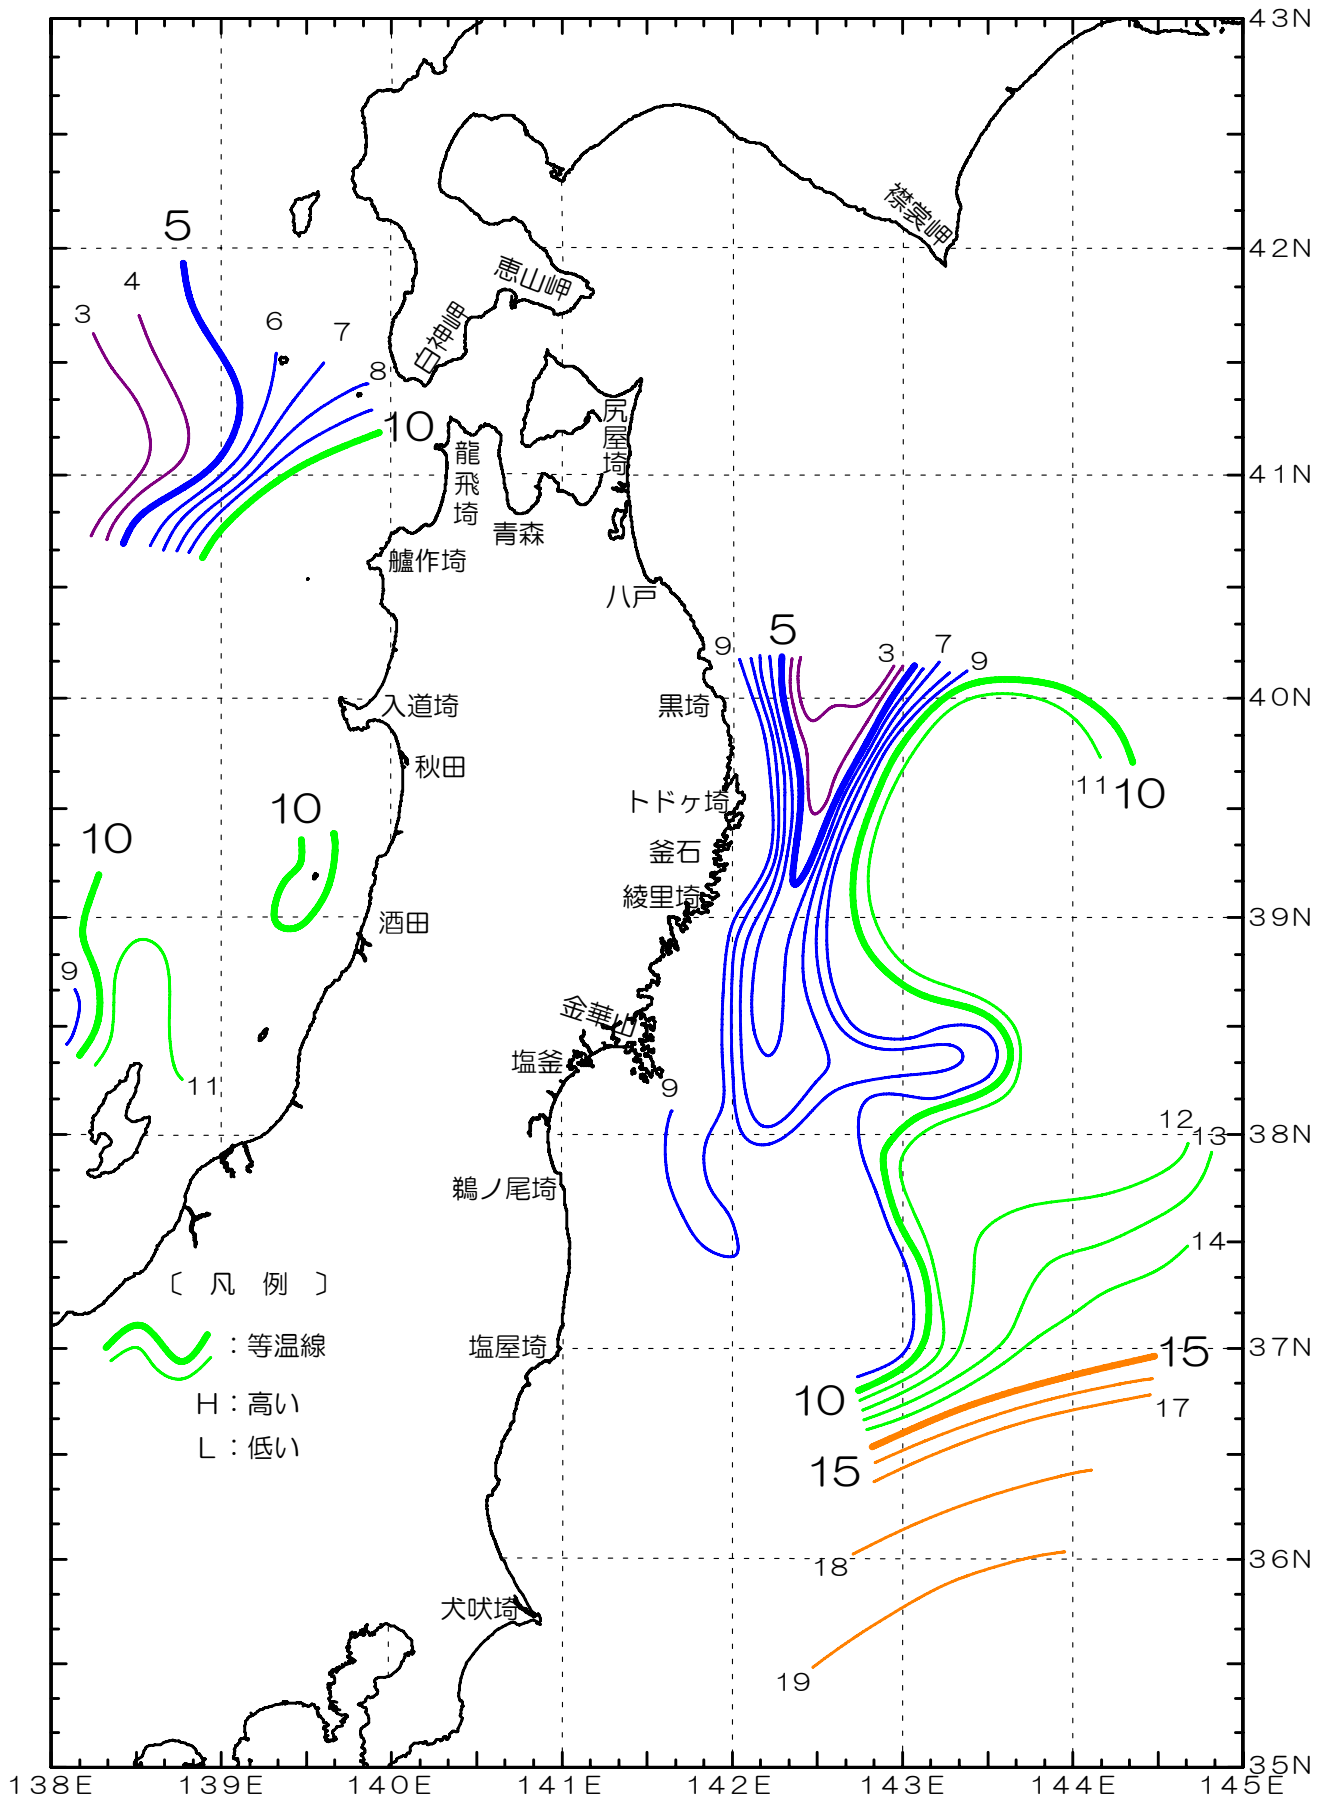 43N
襟裳岬
5
42N
恵山岬
4
3
6
7
白神岬
8
10
尻屋埼
龍飛埼
41N
青森
艫作埼
八戸
5
9
3
7
9
40N
入道埼
黒埼
秋田
11
10
トドヶ埼
10
10
釜石
綾里埼
39N
酒田
9
金華山
塩釜
11
9
12
13
38N
鵜ノ尾埼
14
〔 凡 例 〕
:等温線
塩屋埼
37N
15
10
17
H:高い
L:低い
15
18
36N
犬吠埼
19
35N
138E
139E
140E
141E
142E
143E
144E
145E